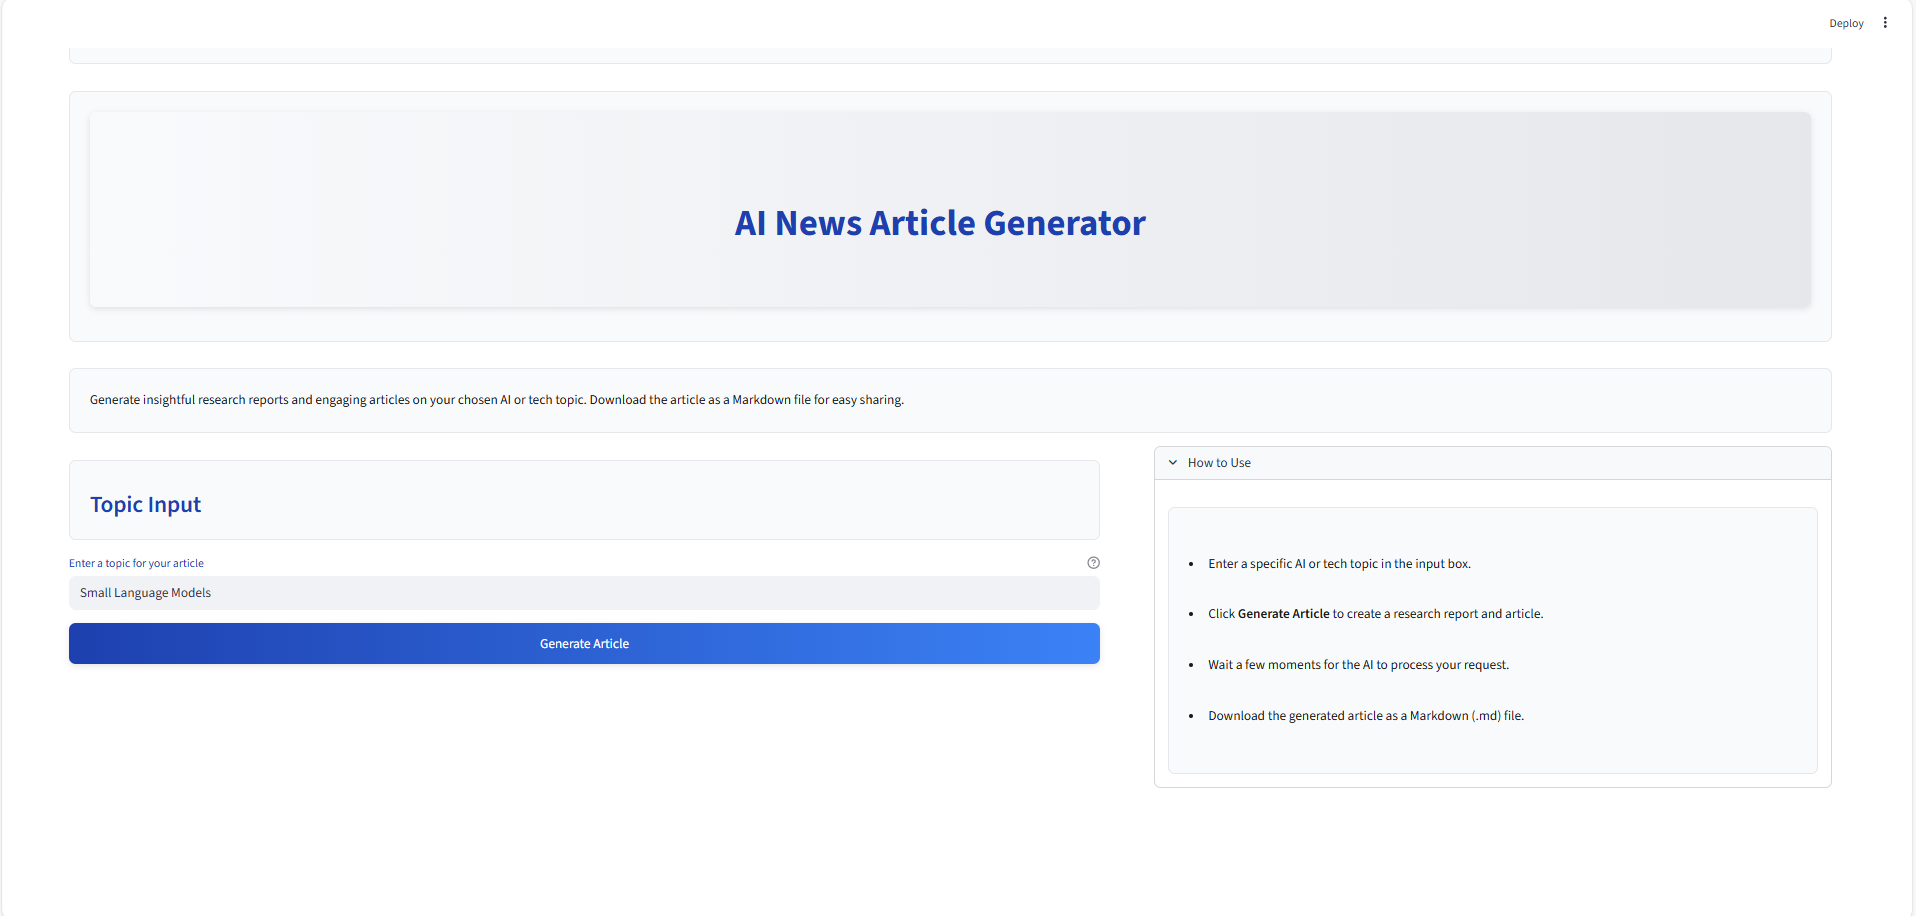 Deploy
AI News Article Generator
Generate insightful research reports and engaging articles on your chosen AI or tech topic. Download the article as a Markdown file for easy sharing.
Topic Input
Enter a topic for your article
Small Language Models
Generate Article
How to Use
Enter a specific AI or tech topic in the input box.
Click Generate Article to create a research report and article.
Wait a few moments for the AI to process your request.
Download the generated article as a Markdown (.md) file.